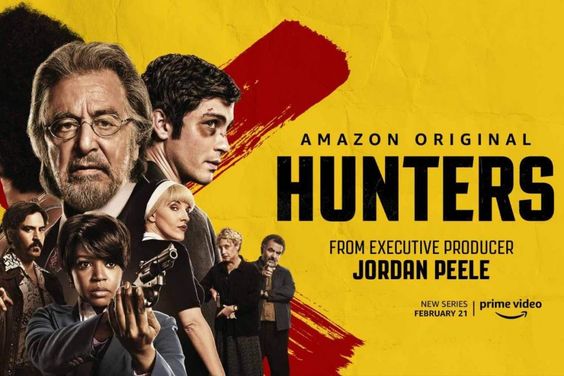 AMAZON ORIGINAL
HUNTERS
FROM EXECUTIVE PRODUCER
JORDAN PEELE
NEW SERIES
FEBRUARY 21
prime video